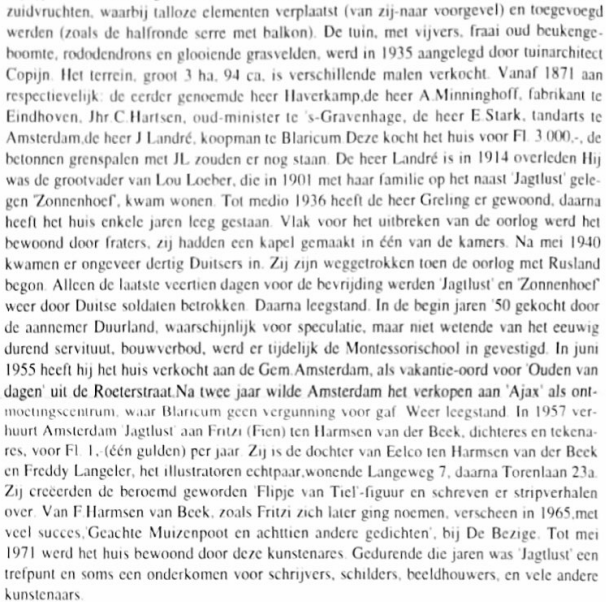 zuidvruchten, waarbij talloze elementen verplaatst (van zij-naar voorgevel) en toegevoegd
werden (zoals de halfronde serre met balkon). De tuin, met vijvers, fraai oud beukenge-
boomte, rododendrons en glooiende grasvelden, werd in 1935 aangelegd door tuinarchitect
Copijn. Het terrein, groot 3 ha, 94 ca, is verschillende malen verkocht. Vanaf 1871 aan
respectievelijk: de eerder genoemde heer Haverkamp,de heer A.Minninghoff, fabrikant te
Eindhoven, Jhr.C.Hartsen, oud-minister te 's-Gravenhage, de heer E.Stark, tandarts te
Amsterdam,de heer J Landré, koopman te Blaricum Deze kocht het huis voor Fl. 3.000,-, de
betonnen grenspalen met JL zouden er nog staan. De heer Landré is in 1914 overleden Hij
was de grootvader van Lou Loeber, die in 1901 met haar familie op het naast 'Jagtlust' gele-
gen 'Zonnenhoef', kwam wonen. Tot medio 1936 heeft de heer Greling er gewoond, daarna
heeft het huis enkele jaren leeg gestaan. Vlak voor het uitbreken van de oorlog werd het
bewoond door fraters, zij hadden een kapel gemaakt in één van de kamers. Na mei 1940
kwamen er ongeveer dertig Duitsers in. Zij zijn weggetrokken toen de oorlog met Rusland
begon. Alleen de laatste veertien dagen voor de bevrijding werden 'Jagtlust' en 'Zonnenhoef'
weer door Duitse soldaten betrokken. Daarna leegstand. In de begin jaren '50 gekocht door
de aannemer Duurland, waarschijnlijk voor speculatie, maar niet wetende van het eeuwig
durend servituut, bouwverbod, werd er tijdelijk de Montessorischool in gevestigd. In juni
1955 heeft hij het huis verkocht aan de Gem.Amsterdam, als vakantie-oord voor 'Ouden van
dagen' uit de Roeterstraat.Na twee jaar wilde Amsterdam het verkopen aan 'Ajax' als ont-
moetingscentrum, waar Blaricum geen vergunning voor gaf Weer leegstand. In 1957 ver-
huurt Amsterdam 'Jagtlust' aan Fritzi (Fien) ten Harmsen van der Beek, dichteres en tekena-
res, voor Fl. 1,-(één gulden) per jaar. Zij is de dochter van Eelco ten Harmsen van der Beek
en Freddy Langeler, het illustratoren echtpaar,wonende Langeweg 7, daarna Torenlaan 23a.
Zij creëerden de beroemd geworden 'Flipje van Tiel'-figuur en schreven er stripverhalen
over. Van F.Harmsen van Beek, zoals Fritzi zich later ging noemen, verscheen in 1965,met
veel succes,'Geachte Muizenpoot en achttien andere gedichten', bij De Bezige. Tot mei
1971 werd het huis bewoond door deze kunstenares. Gedurende die jaren was 'Jagtlust' een
trefpunt en soms een onderkomen voor schrijvers, schilders, beeldhouwers, en vele andere
kunstenaars.